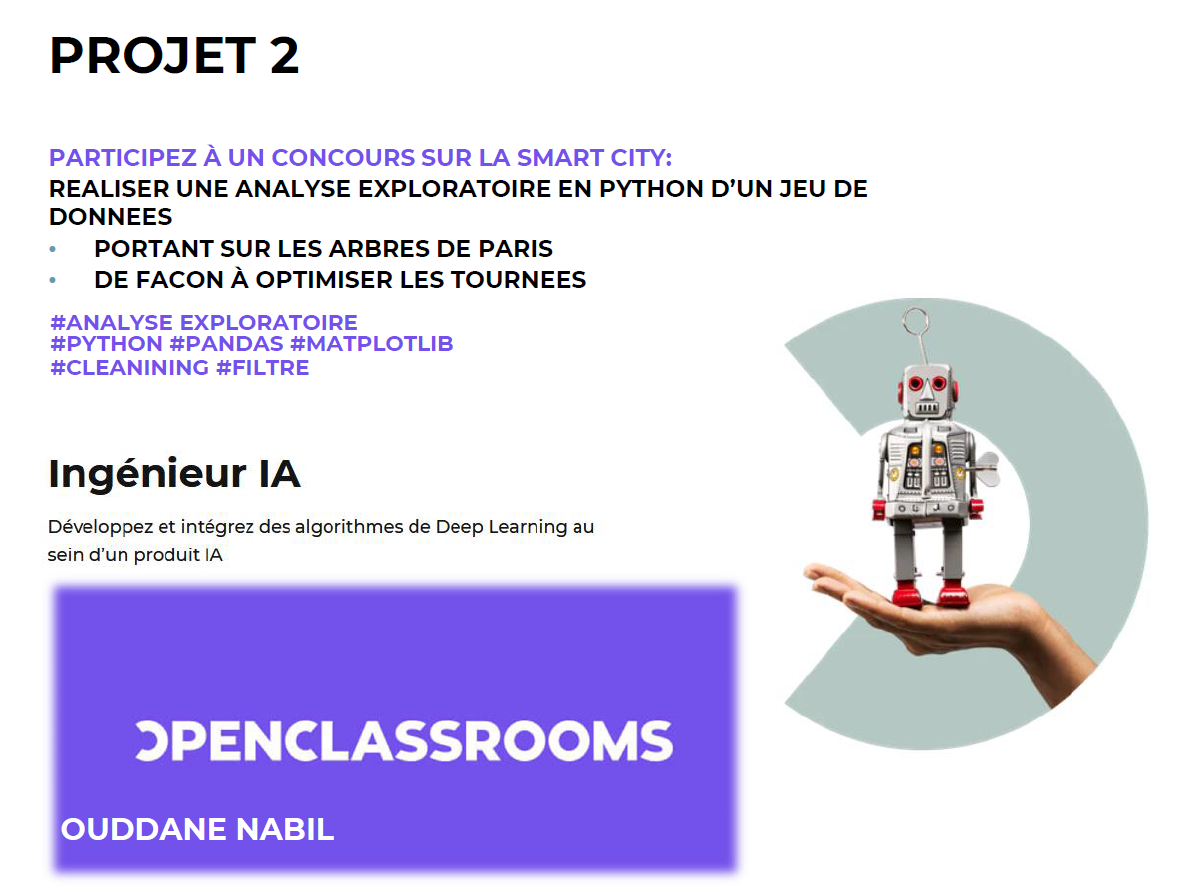 PROJET 2
PARTICIPEZ À UN CONCOURS SUR LA SMART CITY:
REALISER UNE ANALYSE EXPLORATOIRE EN PYTHON D’UN JEU DE
DONNEES
• PORTANT SUR LES ARBRES DE PARIS
• DE FACON À OPTIMISER LES TOURNEES
#ANALYSE EXPLORATOIRE
#PYTHON #PANDAS #MATPLOTLIB
#CLEANINING #FILTRE
Ingénieur IA
Développez et intégrez des algorithmes de Deep Learning au
sein d’un produit IA
OPENCLASSROOMS
OUDDANE NABIL